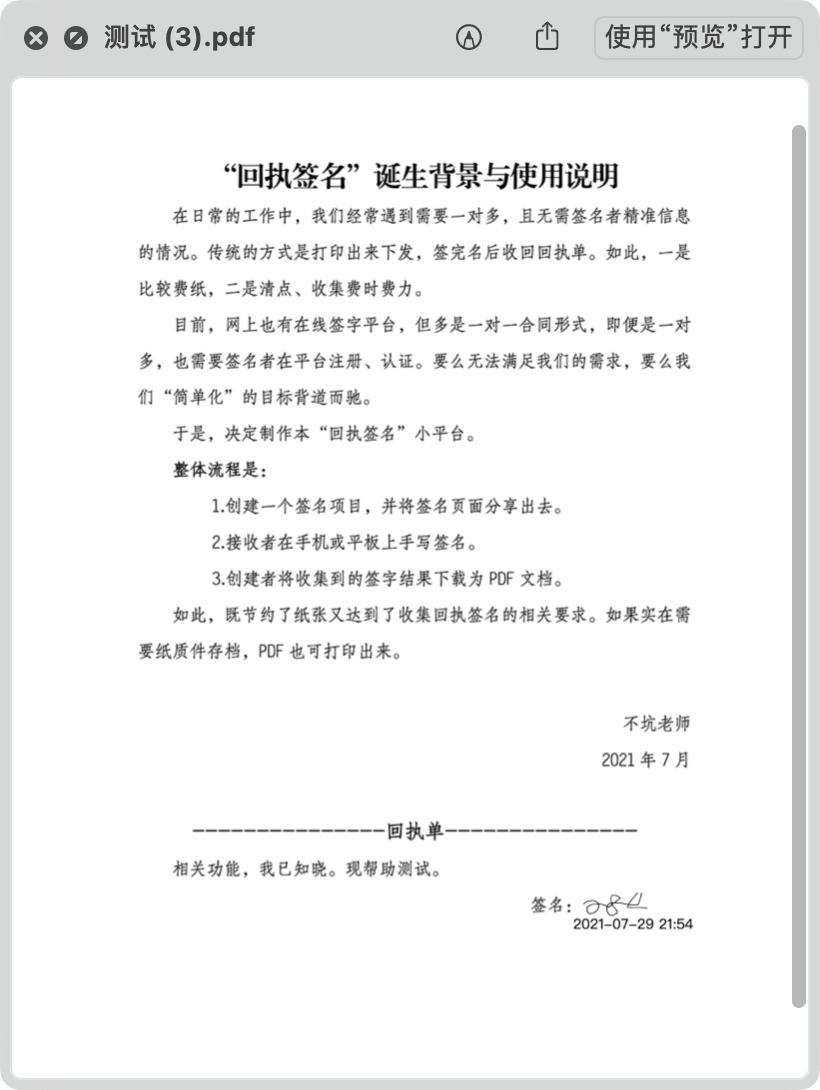 测试 (3).pdf
使用“预览”打开
“回执签名”诞生背景与使用说明
在日常的工作中，我们经常遇到需要一对多，且无需签名者精准信息
的情况。传统的方式是打印出来下发，签完名后收回回执单。如此，一是
比较费纸，二是清点、收集费时费力。
目前，网上也有在线签字平台，但多是一对一合同形式，即便是一对
多，也需要签名者在平台注册、认证。要么无法满足我们的需求，要么我
们“简单化”的目标背道而驰。
于是，决定制作本“回执签名”小平台。
整体流程是：
1.创建一个签名项目，并将签名页面分享出去。
2.接收者在手机或平板上手写签名。
3.创建者将收集到的签字结果下载为 PDF 文档。
如此，既节约了纸张又达到了收集回执签名的相关要求。如果实在需
要纸质件存档，PDF 也可打印出来。
不坑老师
2021 年 7 月
---------------回执单---------------
相关功能，我已知晓。现帮助测试。
签名：
2021-07-29 21:54